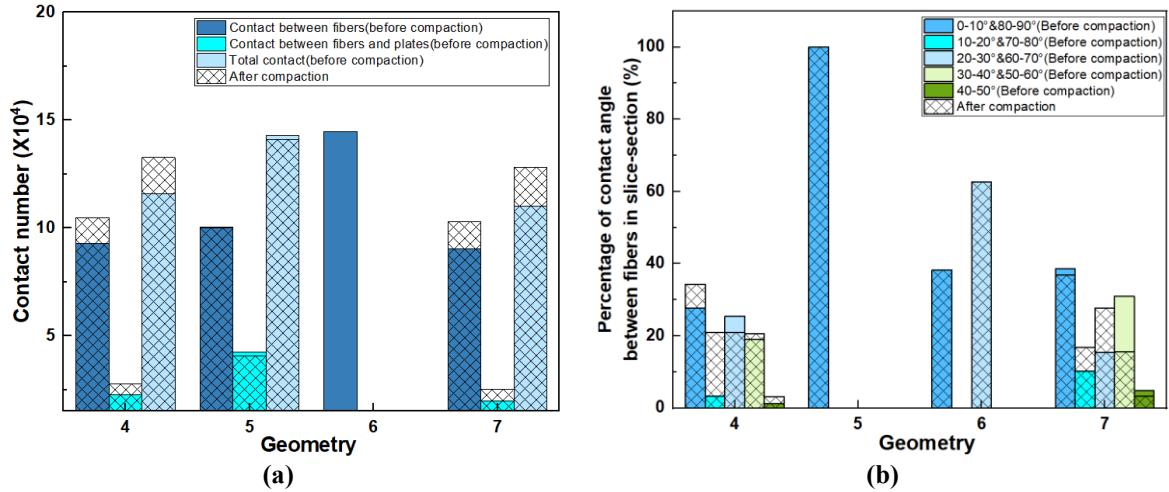 20
15
10
5
Contact number (X10⁴)
Contact between fibers(before compaction)
Contact between fibers and plates(before compaction)
Total contact(before compaction)
After compaction
4 5 6 7
Geometry
(a)
100
80
60
40
20
0
Percentage of contact angle
between fibers in slice-section (%)
0-10°&80-90°(Before compaction)
10-20°&70-80°(Before compaction)
20-30°&60-70°(Before compaction)
30-40°&50-60°(Before compaction)
40-50°(Before compaction)
After compaction
4 5 6 7
Geometry
(b)